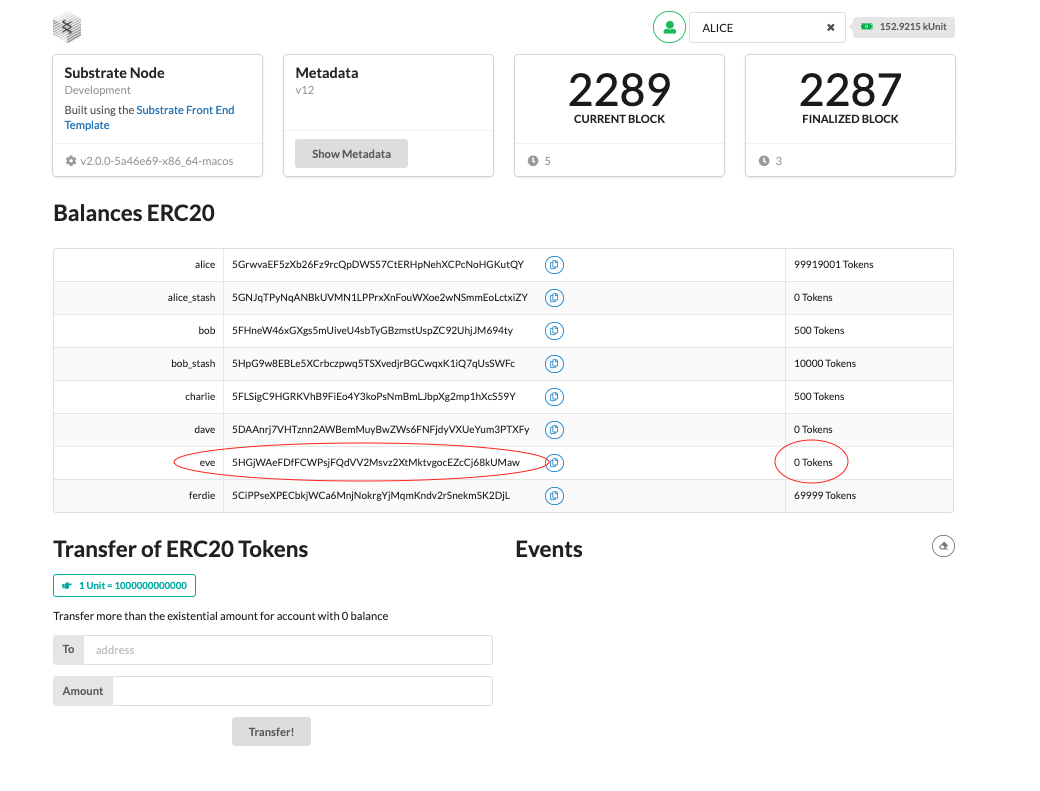 ALICE
152.9215 kUnit
Substrate Node
Development
Built using the Substrate Front End
Template
v2.0.0-5a46e69-x86_64-macos
Metadata
v12
Show Metadata
2289
CURRENT BLOCK
5
2287
FINALIZED BLOCK
3
Balances ERC20
alice 5GrwvaEF5zXb26Fz9rcQpDWS57CtERHpNehXCPcNoHGKutQY 99919001 Tokens
alice_stash 5GNJqTPyNqANBkUVMN1LPPrxXnFouWXoe2wNSmmEoLctxiZY 0 Tokens
bob 5FHneW46xGXgs5mUiveU4sbTyGBzmstUspZC92UhjJM694ty 500 Tokens
bob_stash 5HpG9w8EBLe5XCrbczpwq5TSXvedjrBGCwqxK1iQ7qUsSWFc 10000 Tokens
charlie 5FLSigC9HGRKVhB9FiEo4Y3koPsNmBmLJbpXg2mp1hXcS59Y 500 Tokens
dave 5DAAnrj7VHTznn2AWBemMuyBwZWs6FNFjdyVXUeYum3PTXFy 0 Tokens
eve 5HGjWAeFDfFCWPsjFQdVV2Msvz2XtMktvgocEZcCj68kUMaw 0 Tokens
ferdie 5CiPPseXPECbkjWCa6MnjNokrgYjMqmKndv2rSnekmSK2DjL 69999 Tokens
Transfer of ERC20 Tokens
1 Unit = 1000000000000
Transfer more than the existential amount for account with 0 balance
To address
Amount
Transfer!
Events